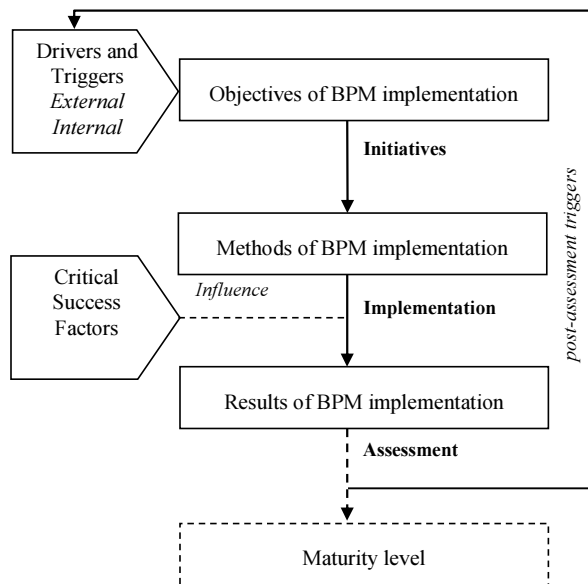 Drivers and
Triggers
External
Internal
Objectives of BPM implementation
Initiatives
Methods of BPM implementation
Critical
Success
Factors
Influence
Implementation
Results of BPM implementation
Assessment
Maturity level
post-assessment triggers